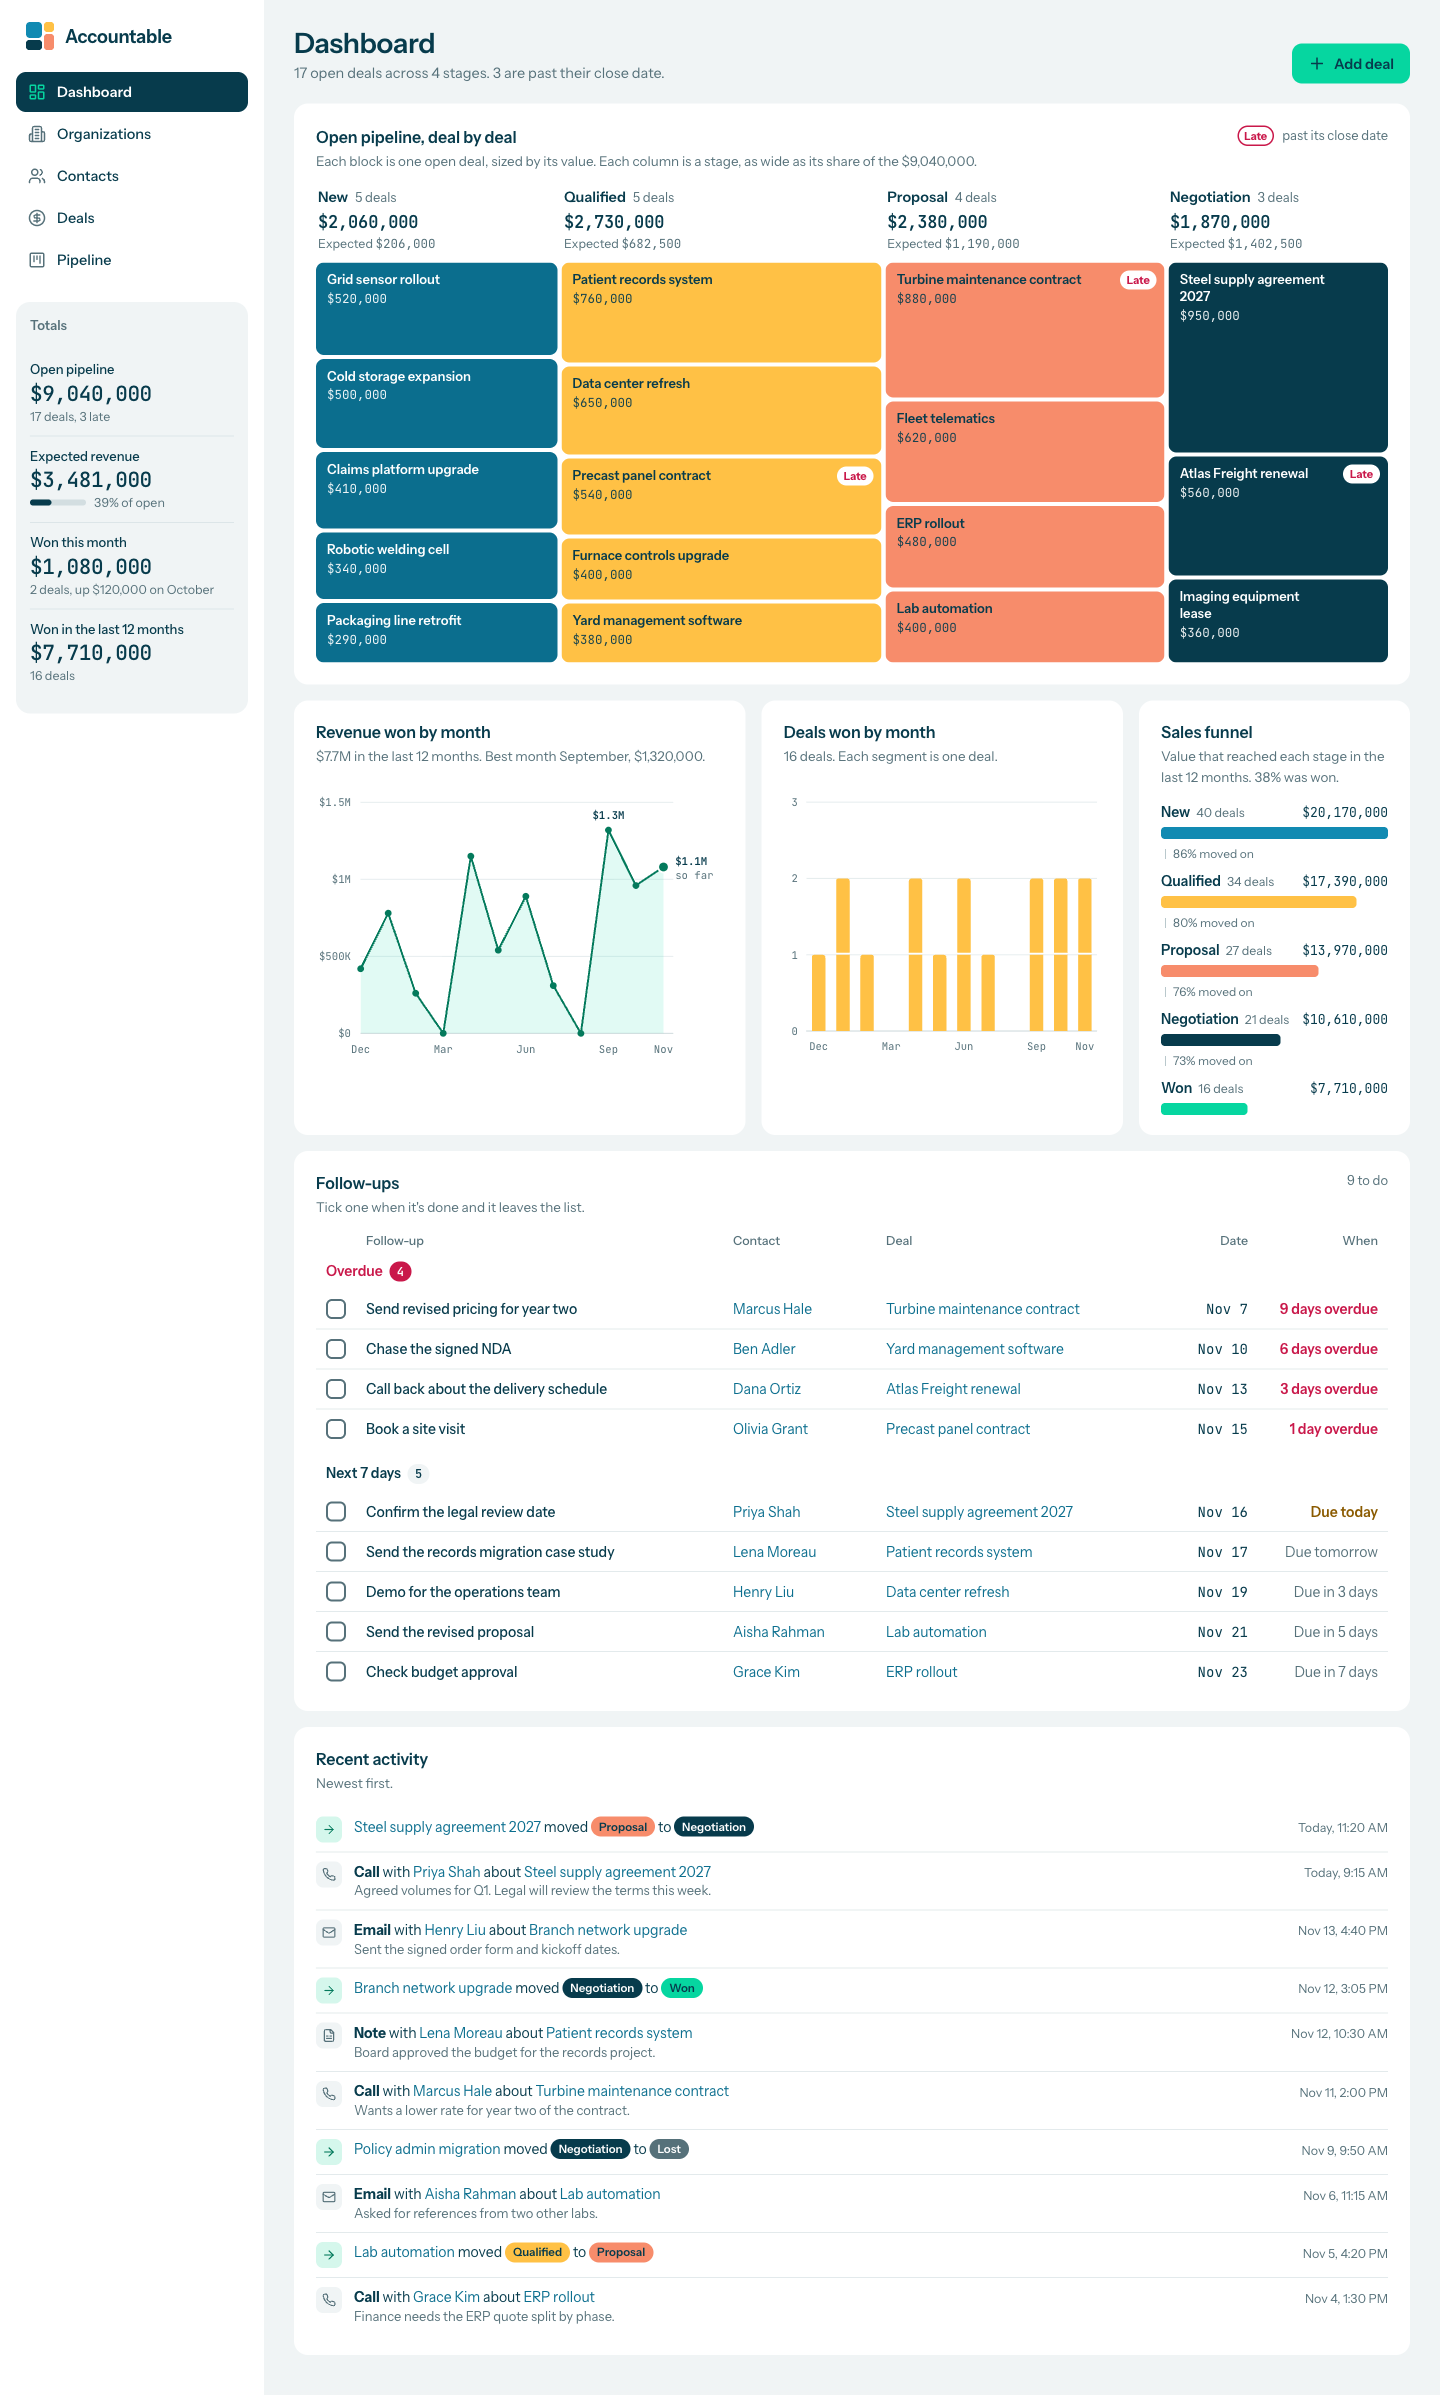 Accountable
Dashboard
Organizations
Contacts
Deals
Pipeline
Totals
Open pipeline
$9,040,000
17 deals, 3 late
Expected revenue
$3,481,000
39% of open
Won this month
$1,080,000
2 deals, up $120,000 on October
Won in the last 12 months
$7,710,000
16 deals
Dashboard
17 open deals across 4 stages. 3 are past their close date.
Add deal
Open pipeline, deal by deal
Late past its close date
Each block is one open deal, sized by its value. Each column is a stage, as wide as its share of the $9,040,000.
New 5 deals
$2,060,000
Expected $206,000
Grid sensor rollout
$520,000
Cold storage expansion
$500,000
Claims platform upgrade
$410,000
Robotic welding cell
$340,000
Packaging line retrofit
$290,000
Qualified 5 deals
$2,730,000
Expected $682,500
Patient records system
$760,000
Data center refresh
$650,000
Precast panel contract Late
$540,000
Furnace controls upgrade
$400,000
Yard management software
$380,000
Proposal 4 deals
$2,380,000
Expected $1,190,000
Turbine maintenance contract Late
$880,000
Fleet telematics
$620,000
ERP rollout
$480,000
Lab automation
$400,000
Negotiation 3 deals
$1,870,000
Expected $1,402,500
Steel supply agreement
2027
$950,000
Atlas Freight renewal Late
$560,000
Imaging equipment
lease
$360,000
Revenue won by month
$7.7M in the last 12 months. Best month September, $1,320,000.
$1.5M
$1M
$500K
$0
$1.3M
$1.1M
so far
Dec Mar Jun Sep Nov
Deals won by month
16 deals. Each segment is one deal.
3
2
1
0
Dec Mar Jun Sep Nov
Sales funnel
Value that reached each stage in the
last 12 months. 38% was won.
New 40 deals $20,170,000
86% moved on
Qualified 34 deals $17,390,000
80% moved on
Proposal 27 deals $13,970,000
76% moved on
Negotiation 21 deals $10,610,000
73% moved on
Won 16 deals $7,710,000
Follow-ups
9 to do
Tick one when it's done and it leaves the list.
Follow-up Contact Deal Date When
Overdue 4
Send revised pricing for year two Marcus Hale Turbine maintenance contract Nov 7 9 days overdue
Chase the signed NDA Ben Adler Yard management software Nov 10 6 days overdue
Call back about the delivery schedule Dana Ortiz Atlas Freight renewal Nov 13 3 days overdue
Book a site visit Olivia Grant Precast panel contract Nov 15 1 day overdue
Next 7 days 5
Confirm the legal review date Priya Shah Steel supply agreement 2027 Nov 16 Due today
Send the records migration case study Lena Moreau Patient records system Nov 17 Due tomorrow
Demo for the operations team Henry Liu Data center refresh Nov 19 Due in 3 days
Send the revised proposal Aisha Rahman Lab automation Nov 21 Due in 5 days
Check budget approval Grace Kim ERP rollout Nov 23 Due in 7 days
Recent activity
Newest first.
Steel supply agreement 2027 moved Proposal to Negotiation Today, 11:20 AM
Call with Priya Shah about Steel supply agreement 2027 Today, 9:15 AM
Agreed volumes for Q1. Legal will review the terms this week.
Email with Henry Liu about Branch network upgrade Nov 13, 4:40 PM
Sent the signed order form and kickoff dates.
Branch network upgrade moved Negotiation to Won Nov 12, 3:05 PM
Note with Lena Moreau about Patient records system Nov 12, 10:30 AM
Board approved the budget for the records project.
Call with Marcus Hale about Turbine maintenance contract Nov 11, 2:00 PM
Wants a lower rate for year two of the contract.
Policy admin migration moved Negotiation to Lost Nov 9, 9:50 AM
Email with Aisha Rahman about Lab automation Nov 6, 11:15 AM
Asked for references from two other labs.
Lab automation moved Qualified to Proposal Nov 5, 4:20 PM
Call with Grace Kim about ERP rollout Nov 4, 1:30 PM
Finance needs the ERP quote split by phase.